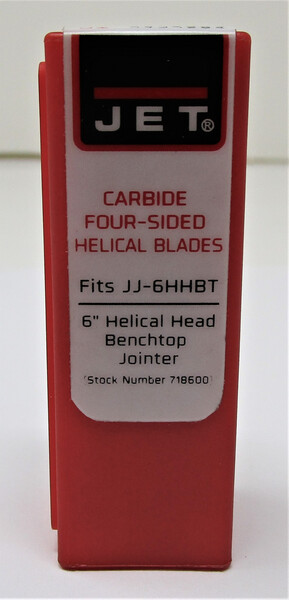 JET®
CARBIDE
FOUR-SIDED
HELICAL BLADES
Fits JJ-6HHBT
6" Helical Head
Benchtop
Jointer
(Stock Number 718600)